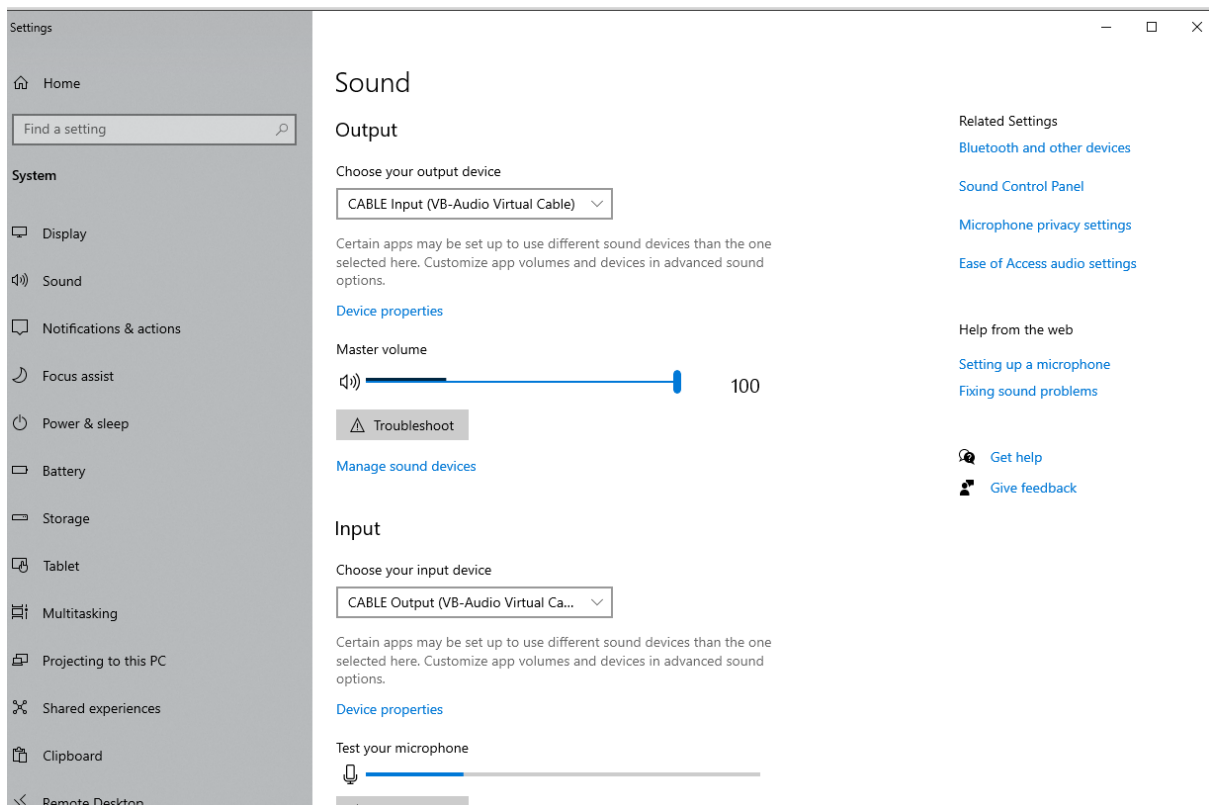 Settings
Home
Find a setting
System
Display
Sound
Notifications & actions
Focus assist
Power & sleep
Battery
Storage
Tablet
Multitasking
Projecting to this PC
Shared experiences
Clipboard
Remote Desktop
Sound
Output
Choose your output device
CABLE Input (VB-Audio Virtual Cable)
Certain apps may be set up to use different sound devices than the one
selected here. Customize app volumes and devices in advanced sound
options.
Device properties
Master volume
100
Troubleshoot
Manage sound devices
Input
Choose your input device
CABLE Output (VB-Audio Virtual Ca...
Certain apps may be set up to use different sound devices than the one
selected here. Customize app volumes and devices in advanced sound
options.
Device properties
Test your microphone
Related Settings
Bluetooth and other devices
Sound Control Panel
Microphone privacy settings
Ease of Access audio settings
Help from the web
Setting up a microphone
Fixing sound problems
Get help
Give feedback